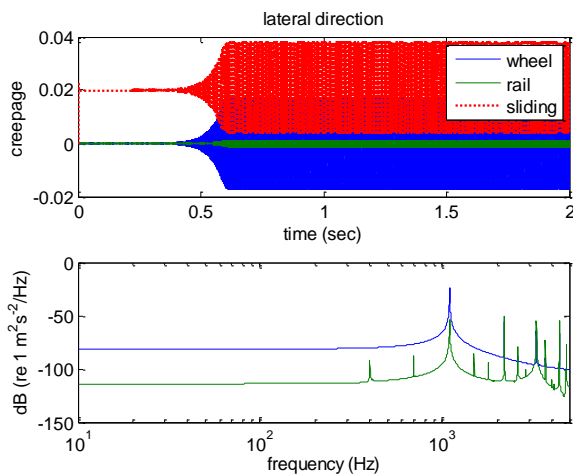 lateral direction
0.04
0.02
0
-0.02
creepage
wheel
rail
sliding
0
0.5
1
1.5
2
time (sec)
0
-50
-100
-150
dB (re 1 m²s⁻²/Hz)
10¹
10²
10³
frequency (Hz)